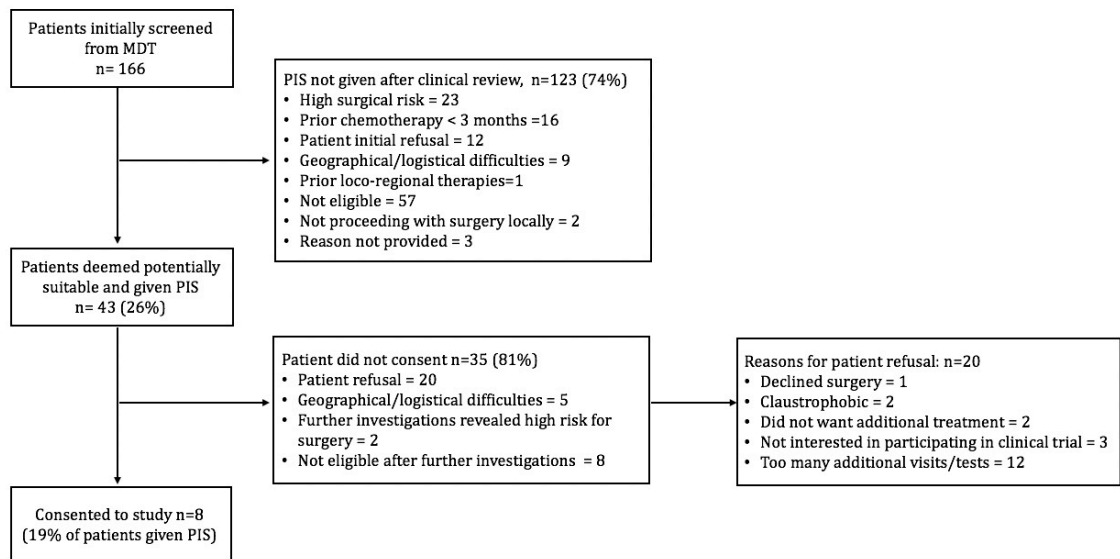 Patients initially screened
from MDT
n= 166
PIS not given after clinical review, n=123 (74%)
• High surgical risk = 23
• Prior chemotherapy < 3 months =16
• Patient initial refusal = 12
• Geographical/logistical difficulties = 9
• Prior loco-regional therapies=1
• Not eligible = 57
• Not proceeding with surgery locally = 2
• Reason not provided = 3
Patients deemed potentially
suitable and given PIS
n= 43 (26%)
Patient did not consent n=35 (81%)
• Patient refusal = 20
• Geographical/logistical difficulties = 5
• Further investigations revealed high risk for
surgery = 2
• Not eligible after further investigations = 8
Reasons for patient refusal: n=20
• Declined surgery = 1
• Claustrophobic = 2
• Did not want additional treatment = 2
• Not interested in participating in clinical trial = 3
• Too many additional visits/tests = 12
Consented to study n=8
(19% of patients given PIS)